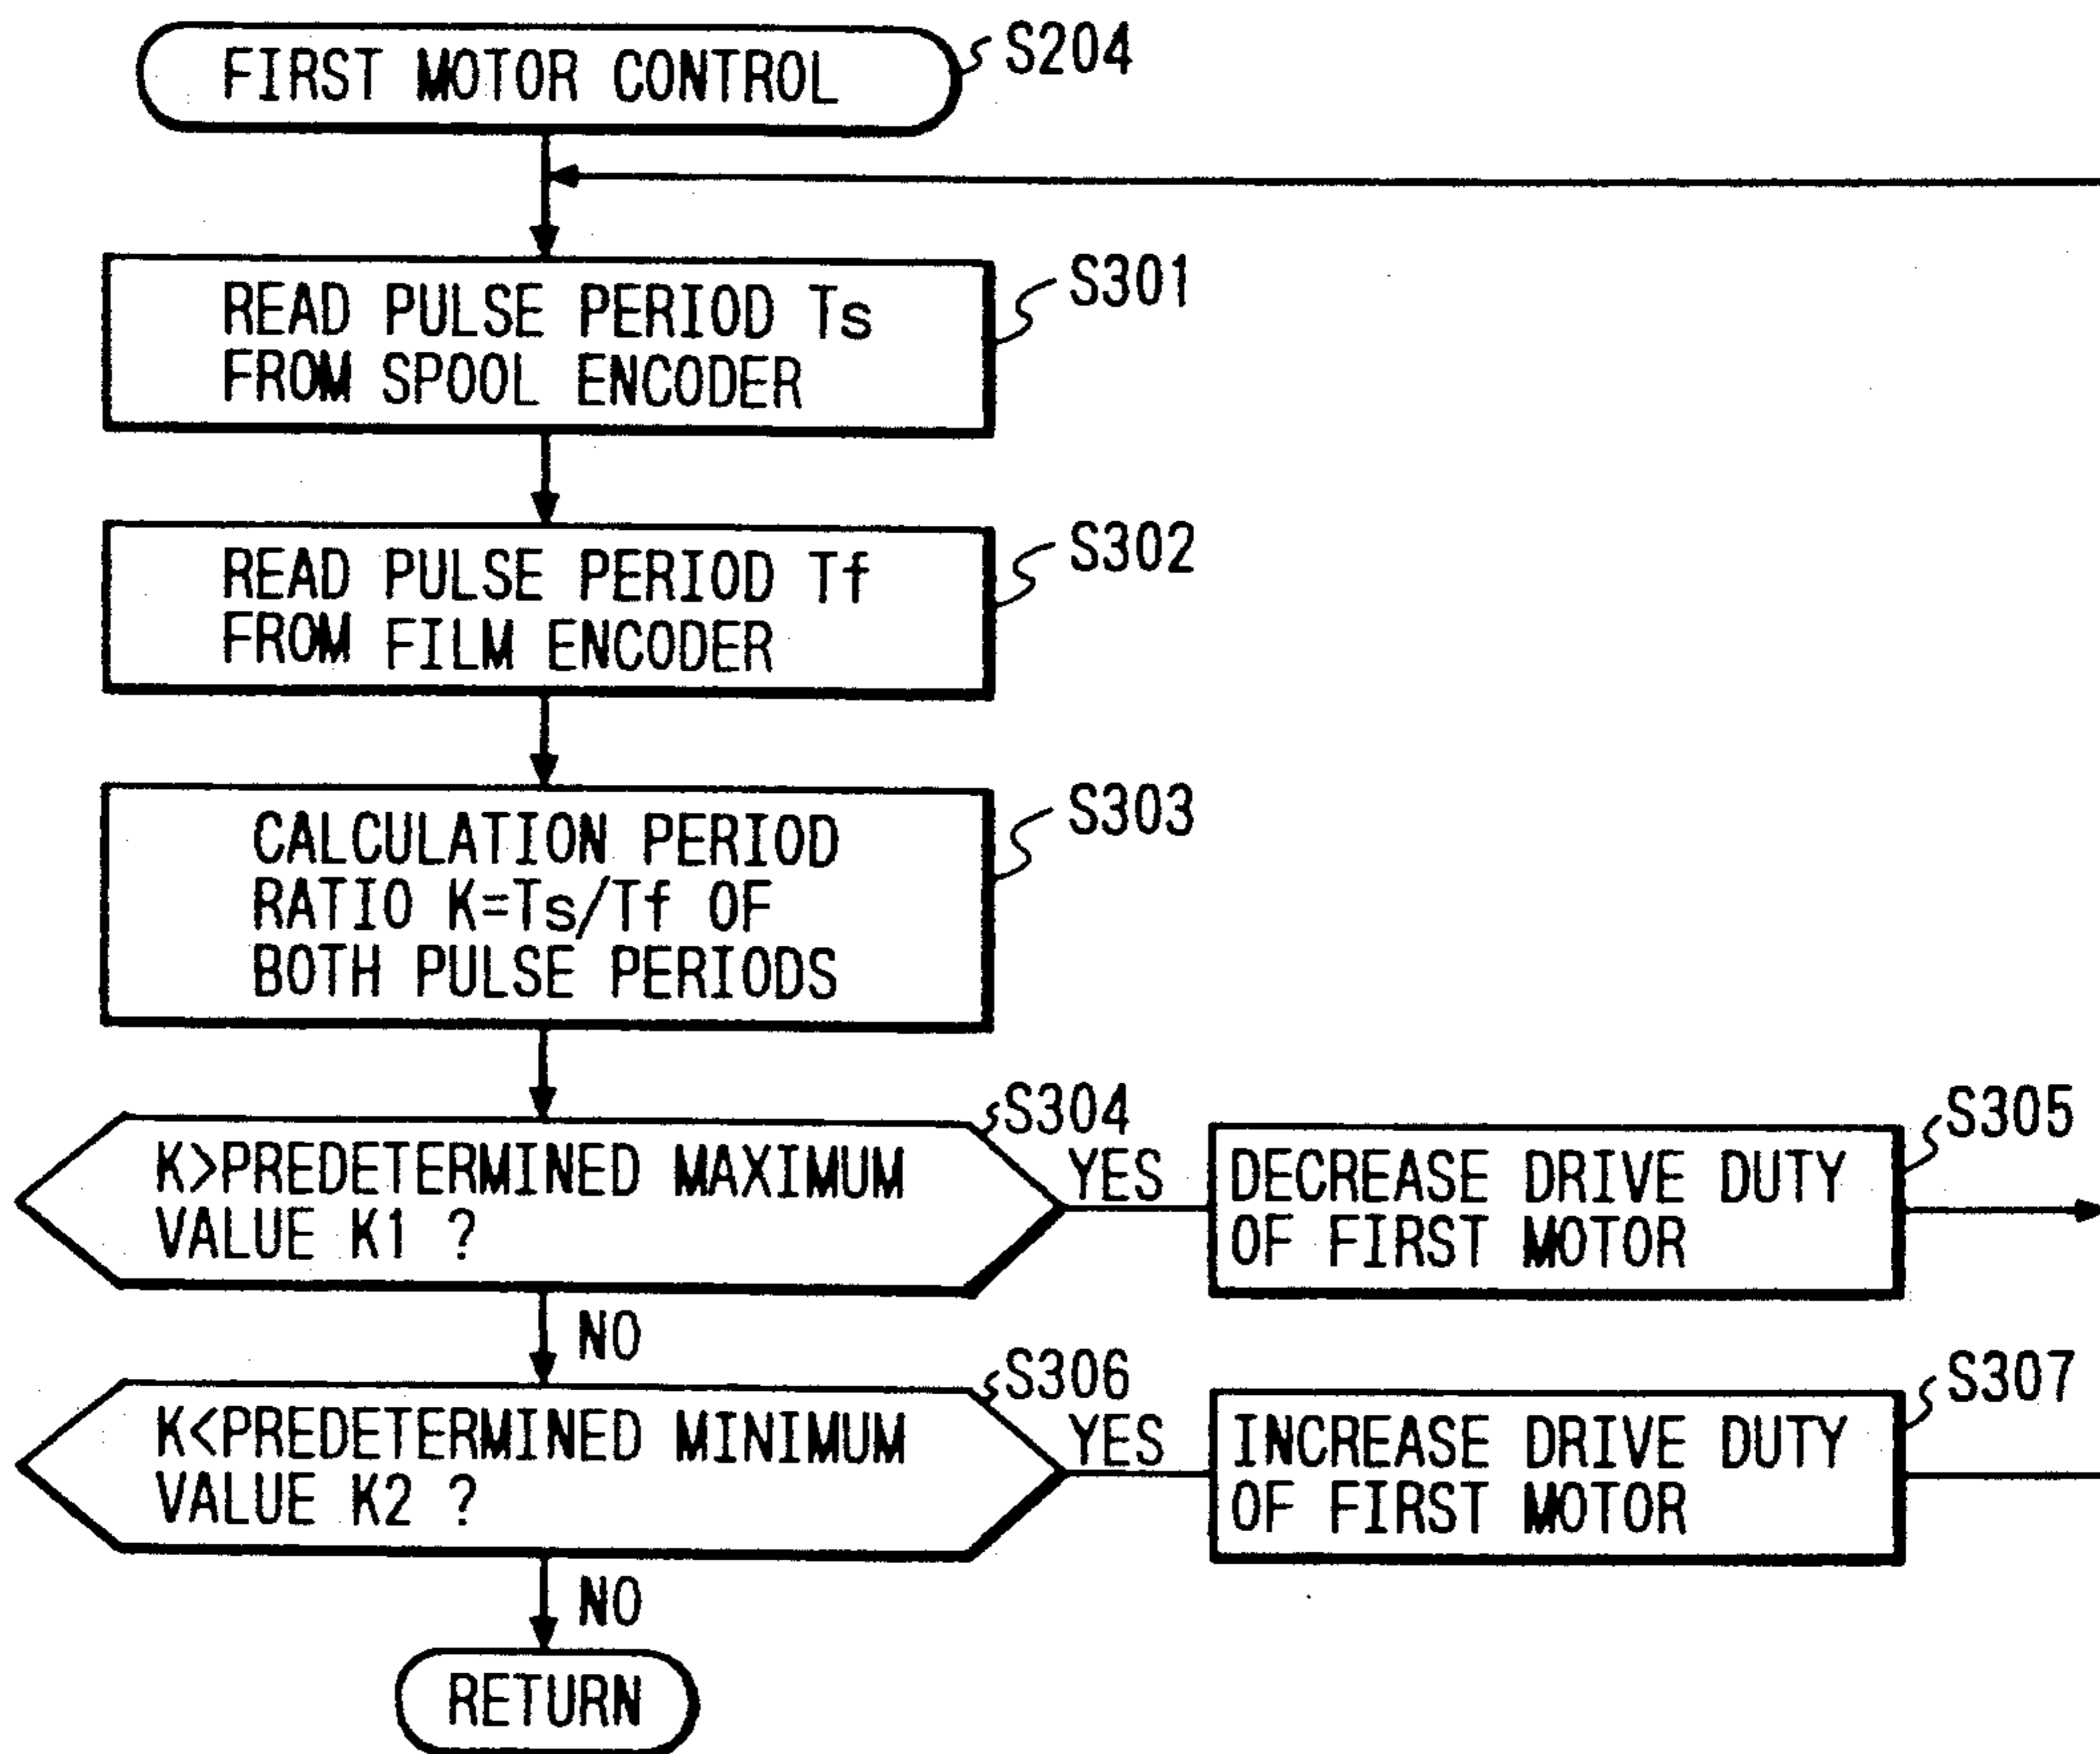 FIRST MOTOR CONTROL
S204
READ PULSE PERIOD Ts
FROM SPOOL ENCODER
S301
READ PULSE PERIOD Tf
FROM FILM ENCODER
S302
CALCULATION PERIOD
RATIO K=Ts/Tf OF
BOTH PULSE PERIODS
S303
K>PREDETERMINED MAXIMUM
VALUE K1 ?
S304
YES
DECREASE DRIVE DUTY
OF FIRST MOTOR
S305
NO
K<PREDETERMINED MINIMUM
VALUE K2 ?
S306
YES
INCREASE DRIVE DUTY
OF FIRST MOTOR
S307
NO
RETURN